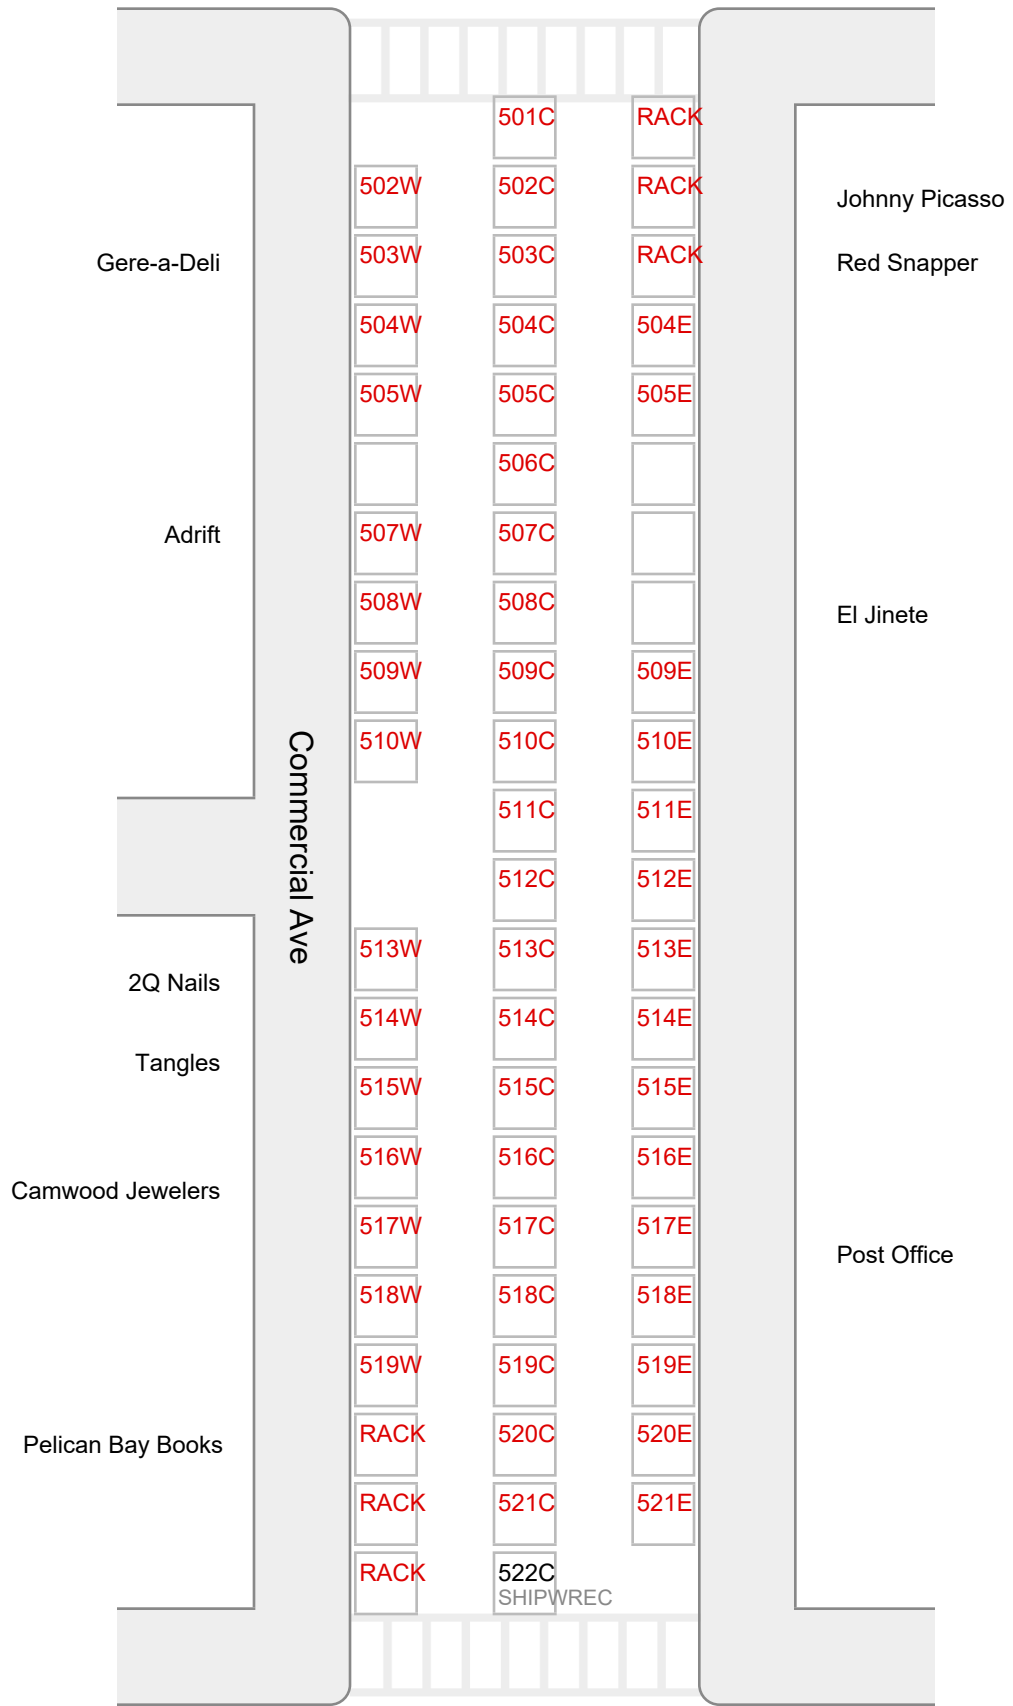 501C RACK
502W 502C RACK
Johnny Picasso
503W 503C RACK
Gere-a-Deli
Red Snapper
504W 504C 504E
505W 505C 505E
506C
Adrift
507W 507C
508W 508C
El Jinete
509W 509C 509E
510W 510C 510E
511C 511E
Commercial Ave
512C 512E
513W 513C 513E
2Q Nails
514W 514C 514E
Tangles
515W 515C 515E
516W 516C 516E
Camwood Jewelers
517W 517C 517E
Post Office
518W 518C 518E
519W 519C 519E
RACK 520C 520E
Pelican Bay Books
RACK 521C 521E
RACK 522C
SHIPWREC